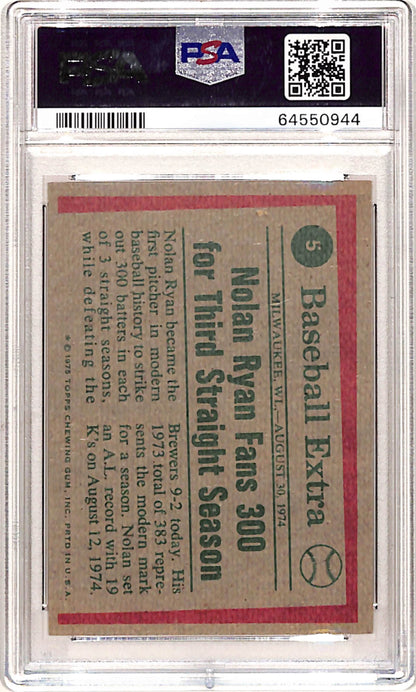 PSA
64550944
5
Baseball Extra
MILWAUKEE, WI.,—AUGUST 30, 1974
Nolan Ryan Fans 300
for Third Straight Season
Nolan Ryan became the
first pitcher in modern
baseball history to strike
out 300 batters in each
of 3 straight seasons,
while defeating the
Brewers 9-2 today. His
1973 total of 383 repre-
sents the modern mark
for a season. Nolan set
an A.L. record with 19
K's on August 12, 1974.
* © 1975 TOPPS CHEWING GUM, INC. PRTD IN U.S.A.